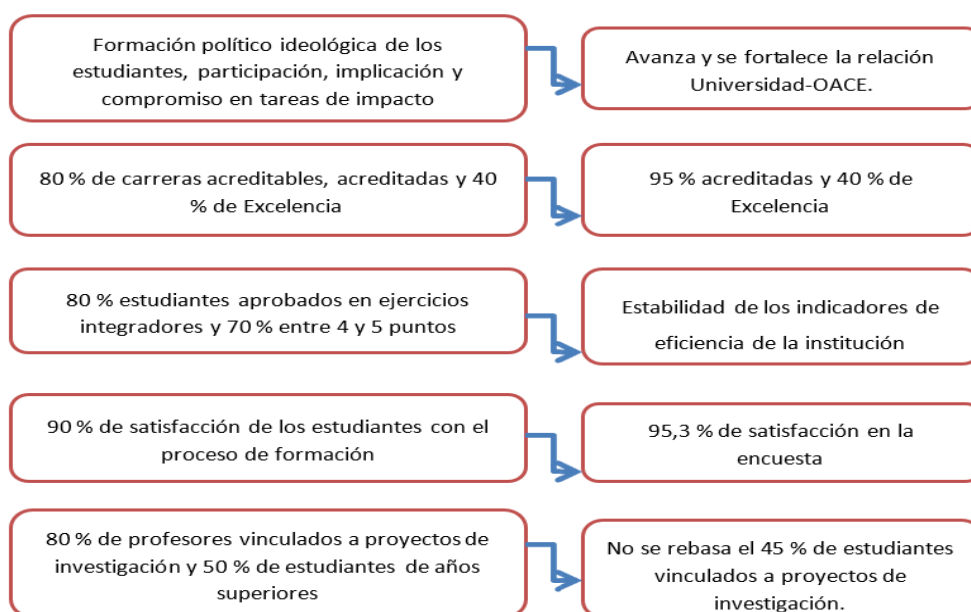 Formación político ideológica de los
estudiantes, participación, implicación y
compromiso en tareas de impacto
Avanza y se fortalece la relación
Universidad-OACE.
80 % de carreras acreditables, acreditadas y 40
% de Excelencia
95 % acreditadas y 40 % de
Excelencia
80 % estudiantes aprobados en ejercicios
integradores y 70 % entre 4 y 5 puntos
Estabilidad de los indicadores de
eficiencia de la institución
90 % de satisfacción de los estudiantes con el
proceso de formación
95,3 % de satisfacción en la
encuesta
80 % de profesores vinculados a proyectos de
investigación y 50 % de estudiantes de años
superiores
No se rebasa el 45 % de estudiantes
vinculados a proyectos de
investigación.